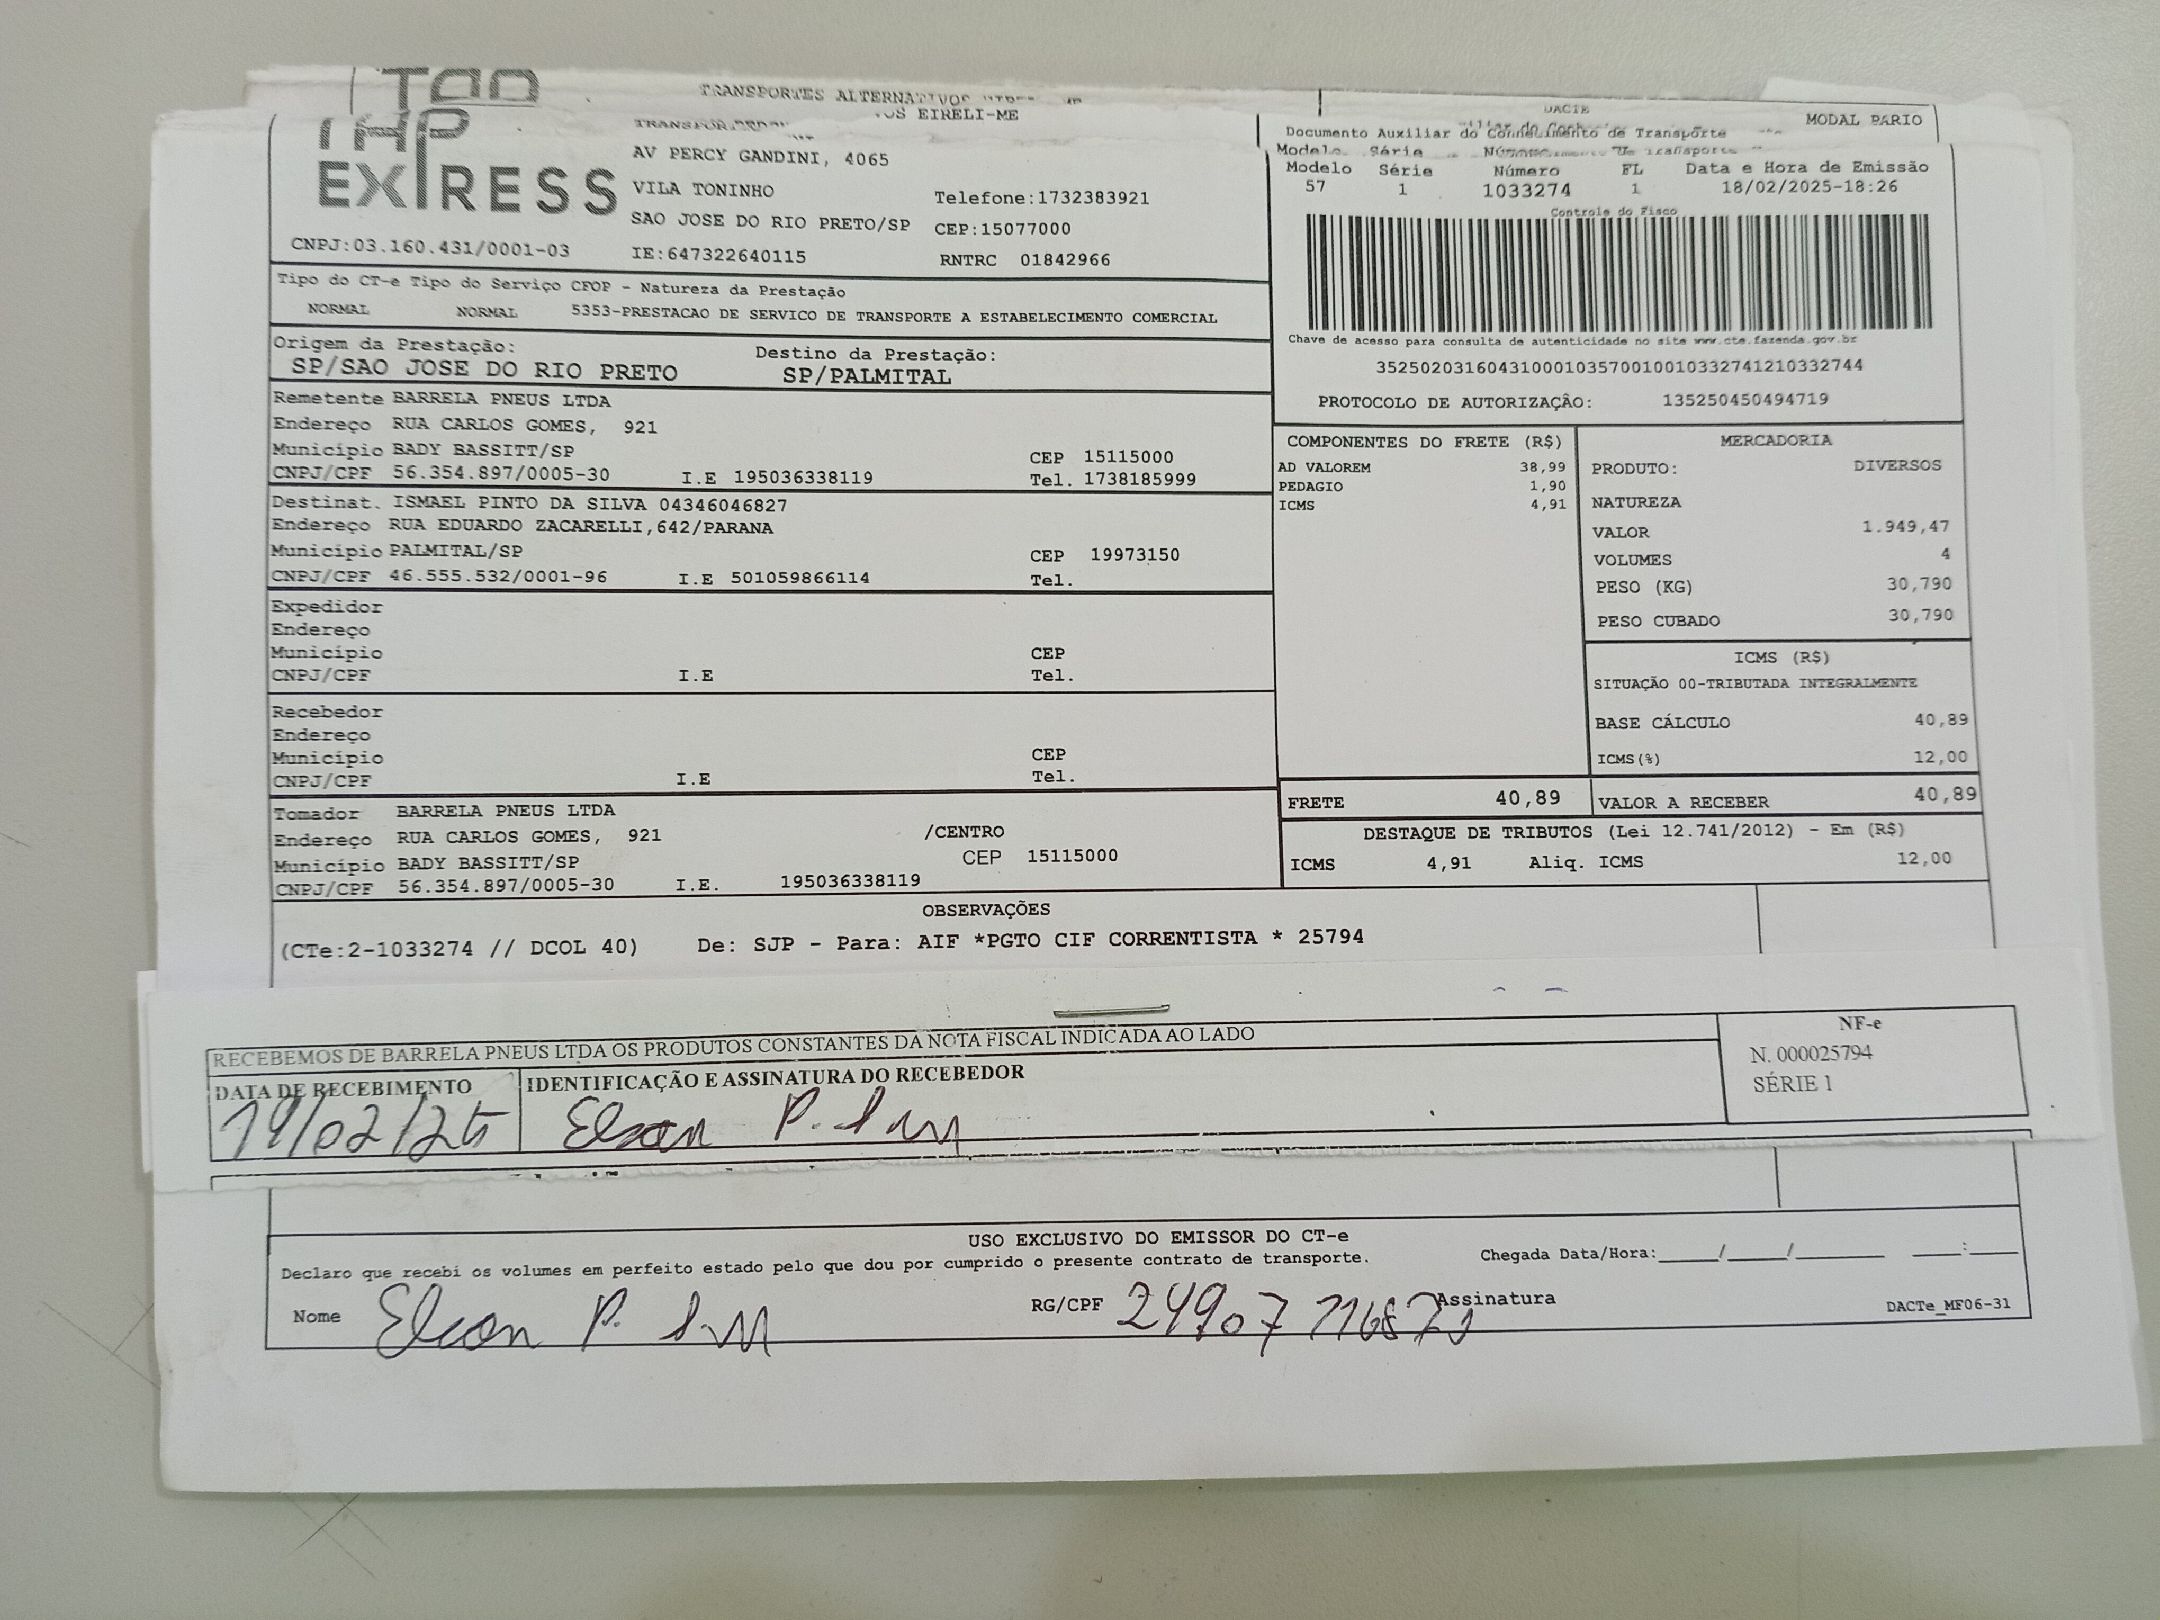 TRANSPORTES ALTERNATIVOS
EIRELI-ME
TAP
EXPRESS
AV PERCY GANDINI, 4065
VILA TONINHO Telefone:1732383921
SAO JOSE DO RIO PRETO/SP CEP:15077000
CNPJ:03.160.431/0001-03 IE:647322640115 RNTRC 01842966
DACTE MODAL
Documento Auxiliar do Conhecimento de Transporte
Modelo Série Número FL Data e Hora de Emissão
57 1 1033274 1 18/02/2025-18:26
Controle do Fisco
Chave de acesso para consulta de autenticidade no site www.cte.fazenda.gov.br
35250203160431000103570010010332741210332744
PROTOCOLO DE AUTORIZAÇÃO: 135250450494719
Tipo do CT-e Tipo do Serviço CFOP - Natureza da Prestação
NORMAL NORMAL 5353-PRESTACAO DE SERVICO DE TRANSPORTE A ESTABELECIMENTO COMERCIAL
Origem da Prestação: Destino da Prestação:
SP/SAO JOSE DO RIO PRETO SP/PALMITAL
Remetente BARRELA PNEUS LTDA
Endereço RUA CARLOS GOMES, 921
Município BADY BASSITT/SP CEP 15115000
CNPJ/CPF 56.354.897/0005-30 I.E 195036338119 Tel. 1738185999
Destinat. ISMAEL PINTO DA SILVA 04346046827
Endereço RUA EDUARDO ZACARELLI,642/PARANA
Município PALMITAL/SP CEP 19973150
CNPJ/CPF 46.555.532/0001-96 I.E 501059866114 Tel.
Expedidor
Endereço
Município CEP
CNPJ/CPF I.E Tel.
Recebedor
Endereço
Município CEP
CNPJ/CPF I.E Tel.
Tomador BARRELA PNEUS LTDA
Endereço RUA CARLOS GOMES, 921 /CENTRO
Município BADY BASSITT/SP CEP 15115000
CNPJ/CPF 56.354.897/0005-30 I.E. 195036338119
COMPONENTES DO FRETE (R$)
AD VALOREM 38,99
PEDAGIO 1,90
ICMS 4,91
MERCADORIA
PRODUTO: DIVERSOS
NATUREZA
VALOR 1.949,47
VOLUMES 4
PESO (KG) 30,790
PESO CUBADO 30,790
ICMS (R$)
SITUAÇÃO 00-TRIBUTADA INTEGRALMENTE
BASE CÁLCULO 40,89
ICMS(%) 12,00
FRETE 40,89 VALOR A RECEBER 40,89
DESTAQUE DE TRIBUTOS (Lei 12.741/2012) - Em (R$)
ICMS 4,91 Aliq. ICMS 12,00
OBSERVAÇÕES
(CTe:2-1033274 // DCOL 40) De: SJP - Para: AIF *PGTO CIF CORRENTISTA * 25794
RECEBEMOS DE BARRELA PNEUS LTDA OS PRODUTOS CONSTANTES DA NOTA FISCAL INDICADA AO LADO
DATA DE RECEBIMENTO IDENTIFICAÇÃO E ASSINATURA DO RECEBEDOR
19/02/25 P.
NF-e
N. 000025794
SÉRIE 1
USO EXCLUSIVO DO EMISSOR DO CT-e
Declaro que recebi os volumes em perfeito estado pelo que dou por cumprido o presente contrato de transporte. Chegada Data/Hora:____/____/______ ____:____
Nome P. RG/CPF Assinatura
DACTe_MF06-31